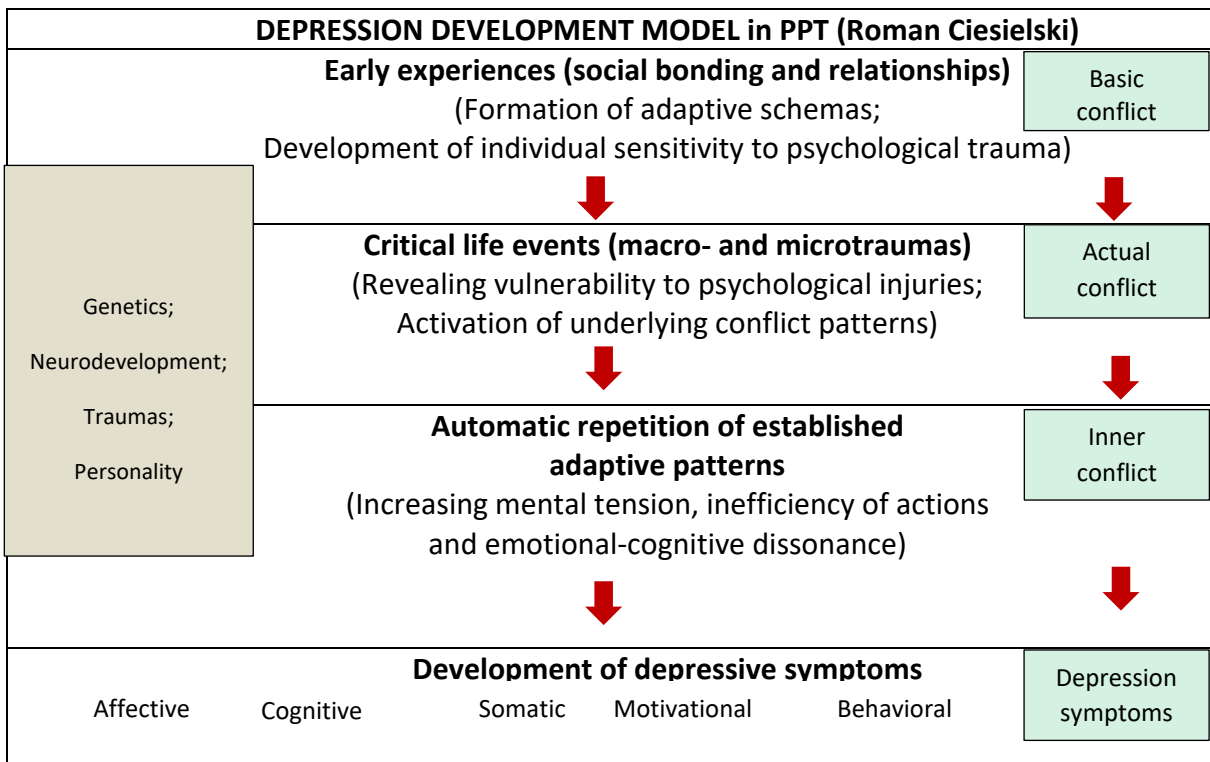 DEPRESSION DEVELOPMENT MODEL in PPT (Roman Ciesielski)
Early experiences (social bonding and relationships)
(Formation of adaptive schemas;
Development of individual sensitivity to psychological trauma)
Basic
conflict
Genetics;
Neurodevelopment;
Traumas;
Personality
Critical life events (macro- and microtraumas)
(Revealing vulnerability to psychological injuries;
Activation of underlying conflict patterns)
Actual
conflict
Automatic repetition of established
adaptive patterns
(Increasing mental tension, inefficiency of actions
and emotional-cognitive dissonance)
Inner
conflict
Development of depressive symptoms
Affective Cognitive Somatic Motivational Behavioral
Depression
symptoms